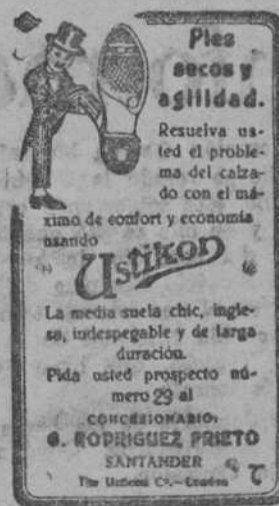 Pies
secos y
agilidad.
Resuelva us-
ted el proble-
ma del calza-
do con el má-
ximo de confort y economía
usando
Ustikon
La media suela chic, ingle-
sa, indespegable y de larga
duración.
Pida usted prospecto nú-
mero 29 al
CONCESIONARIO:
G. RODRIGUEZ PRIETO
SANTANDER
The Ustikon Cº.—London